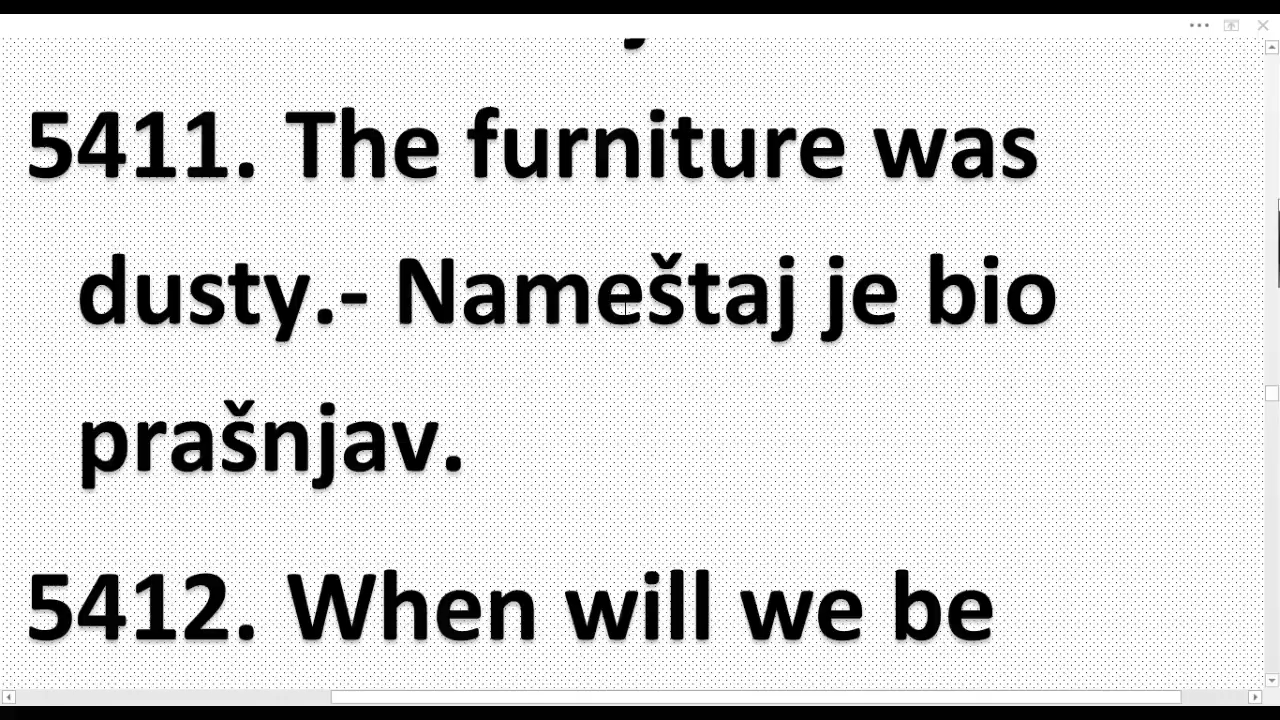 5411. The furniture was
dusty.- Nameštaj je bio
prašnjav.
5412. When will we be